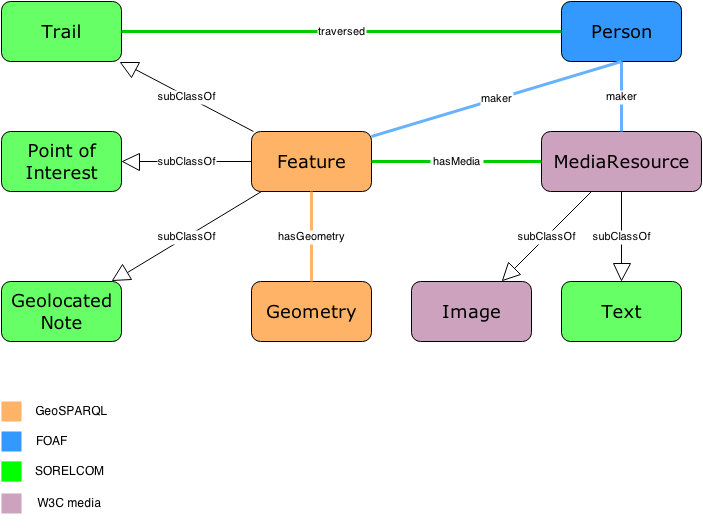 Trail
traversed
Person
subClassOf
maker
maker
Point of
Interest
subClassOf
Feature
hasMedia
MediaResource
subClassOf
hasGeometry
subClassOf
subClassOf
Geolocated
Note
Geometry
Image
Text
GeoSPARQL
FOAF
SORELCOM
W3C media